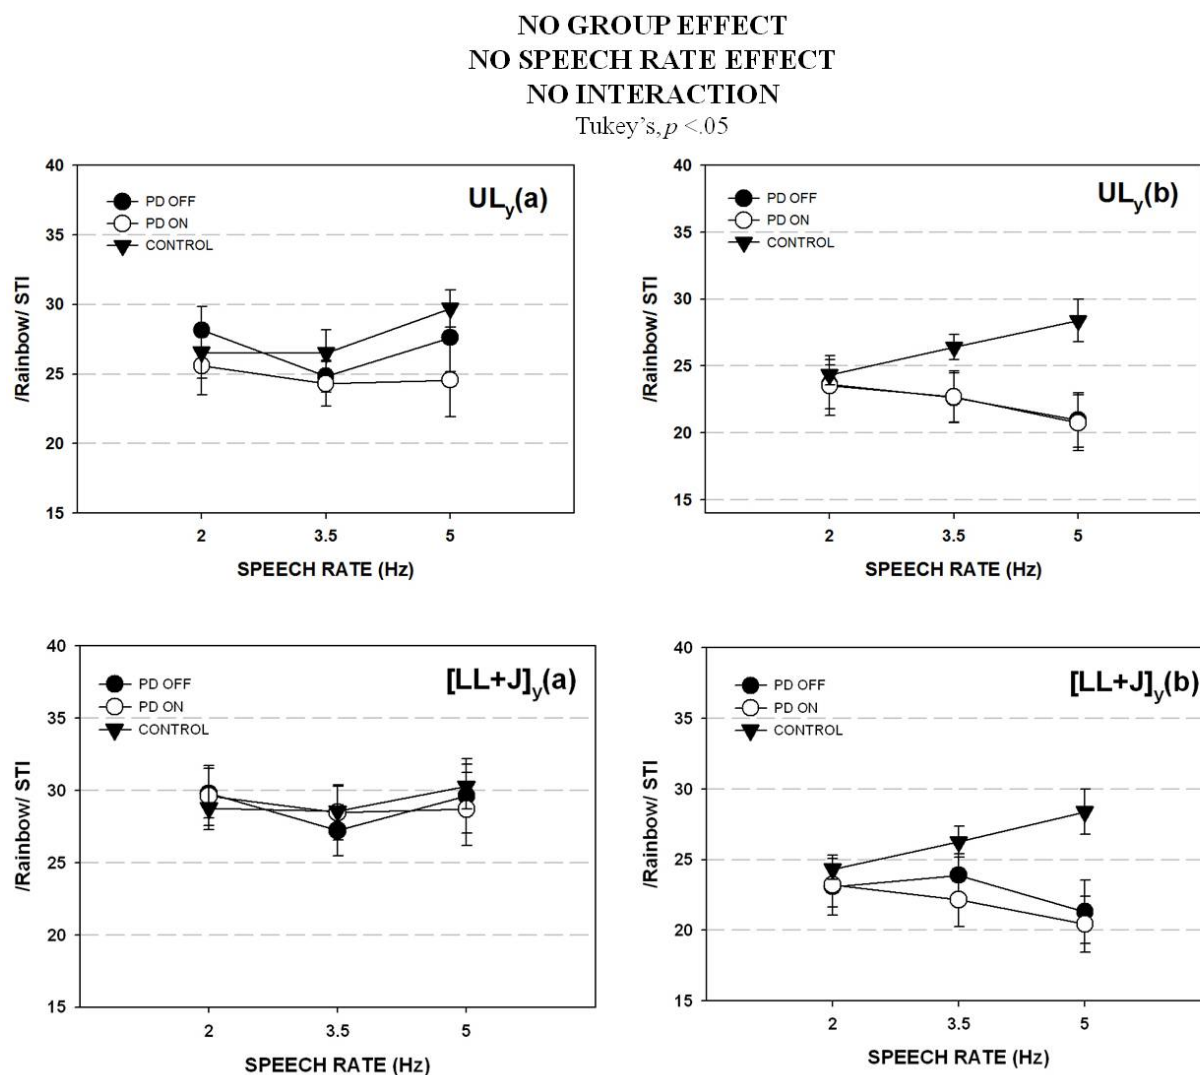 NO GROUP EFFECT
NO SPEECH RATE EFFECT
NO INTERACTION
Tukey's, p <.05
40
35
30
25
20
15
/Rainbow/ STI
PD OFF
PD ON
CONTROL
ULy(a)
2 3.5 5
SPEECH RATE (Hz)
40
35
30
25
20
15
/Rainbow/ STI
PD OFF
PD ON
CONTROL
ULy(b)
2 3.5 5
SPEECH RATE (Hz)
40
35
30
25
20
15
/Rainbow/ STI
PD OFF
PD ON
CONTROL
[LL+J]y(a)
2 3.5 5
SPEECH RATE (Hz)
40
35
30
25
20
15
/Rainbow/ STI
PD OFF
PD ON
CONTROL
[LL+J]y(b)
2 3.5 5
SPEECH RATE (Hz)